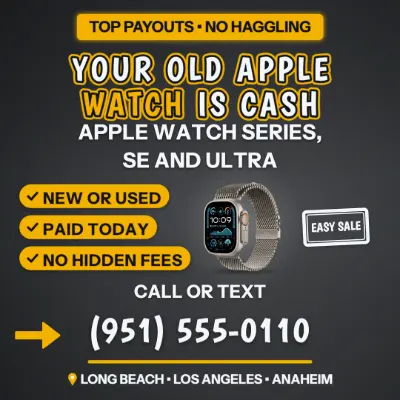 TOP PAYOUTS • NO HAGGLING
YOUR OLD APPLE
WATCH IS CASH
APPLE WATCH SERIES,
SE AND ULTRA
NEW OR USED
PAID TODAY
NO HIDDEN FEES
EASY SALE
CALL OR TEXT
(951) 555-0110
LONG BEACH • LOS ANGELES • ANAHEIM